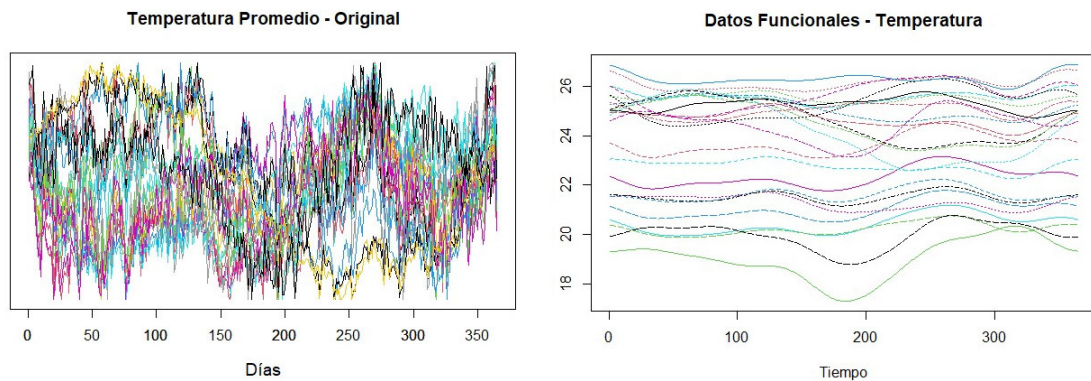 Temperatura Promedio - Original
0 50 100 150 200 250 300 350
Días
Datos Funcionales - Temperatura
26
24
22
20
18
0 100 200 300
Tiempo